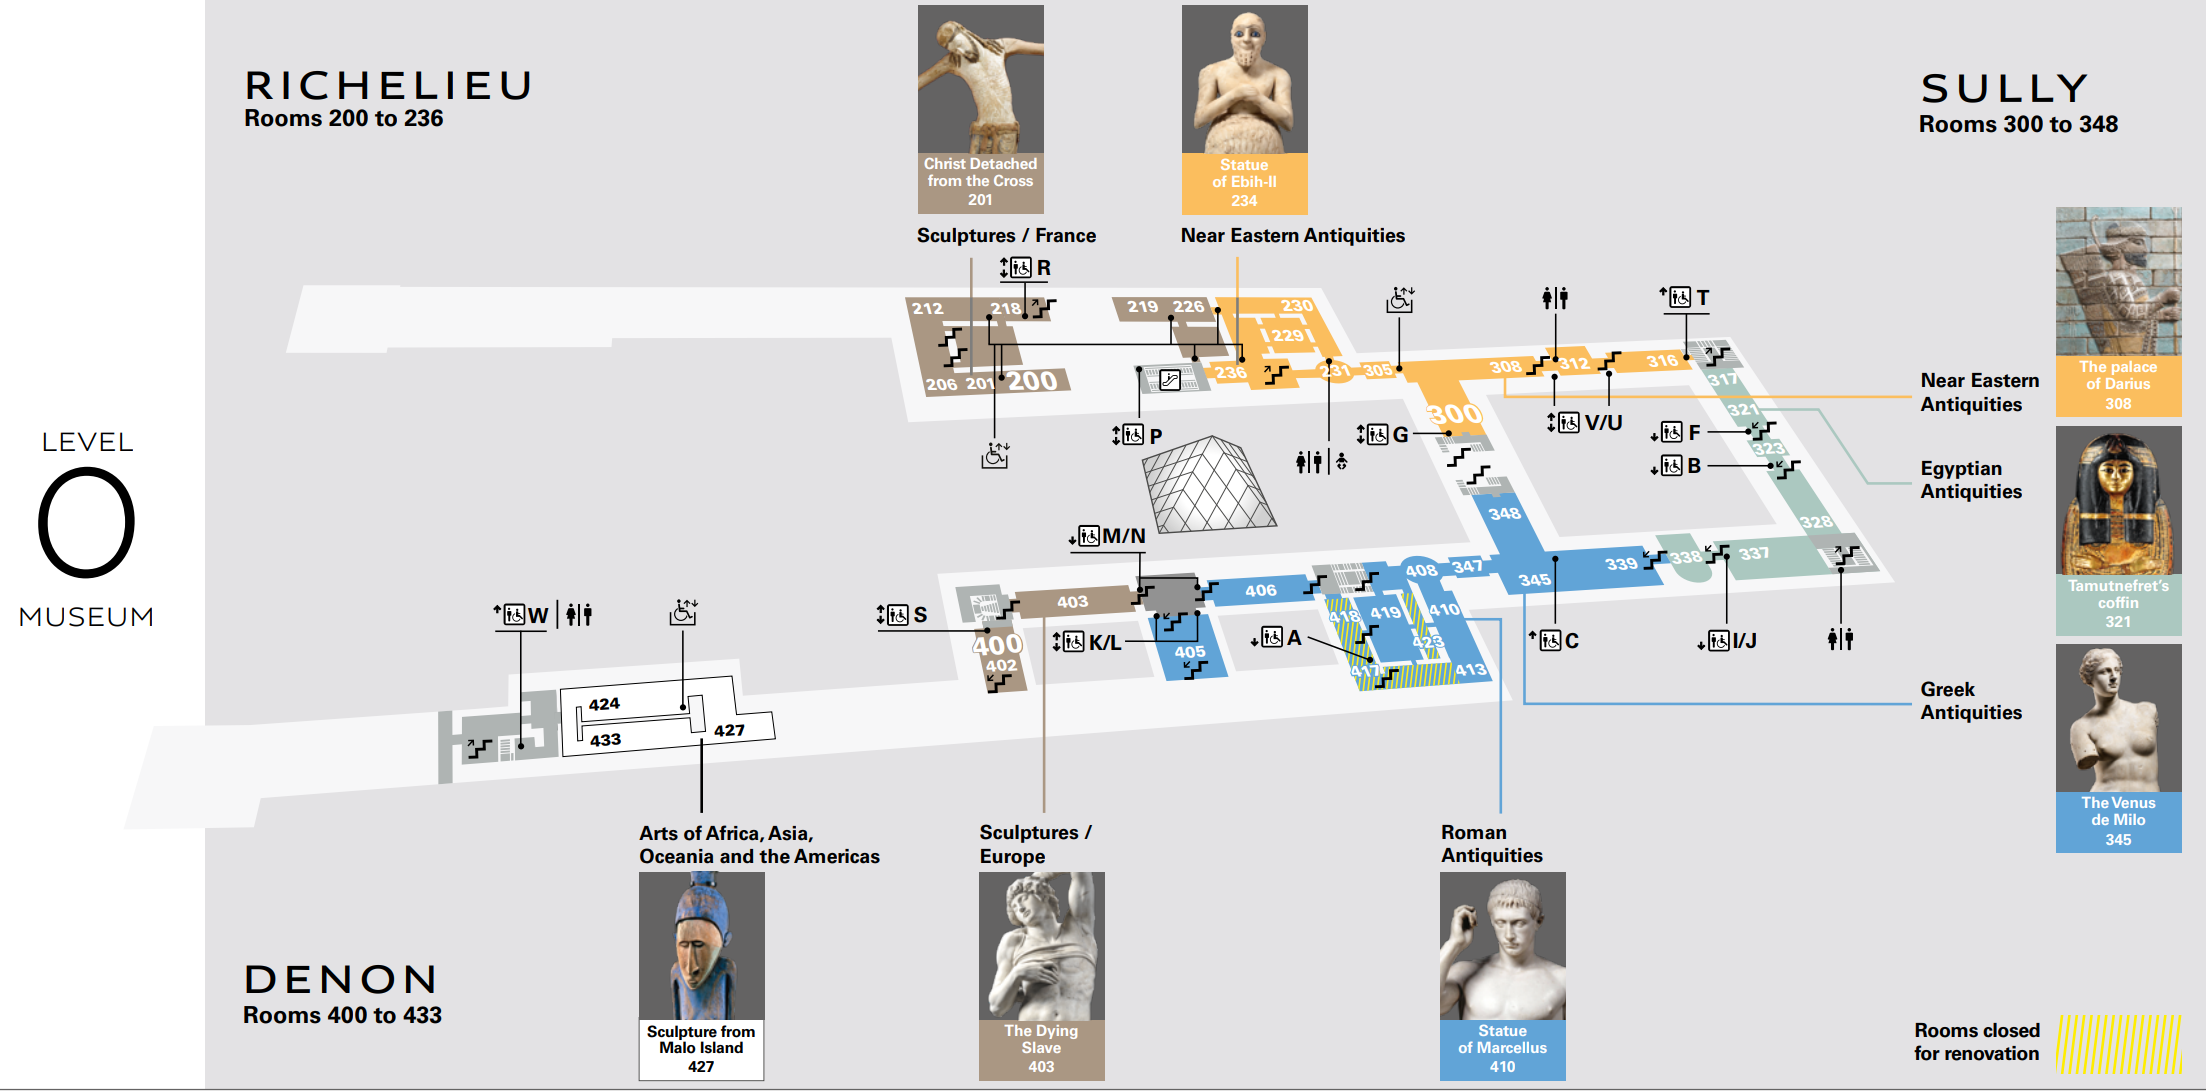 RICHELIEU
Rooms 200 to 236
SULLY
Rooms 300 to 348
LEVEL
0
MUSEUM
Christ Detached
from the Cross
201
Sculptures / France
Statue
of Ebih-Il
234
Near Eastern Antiquities
R
212
218
219
226
230
229
206
201
200
236
231
305
308
312
316
T
317
321
323
328
300
P
G
V/U
F
B
The palace
of Darius
308
Near Eastern
Antiquities
Egyptian
Antiquities
Tamutnefret's
coffin
321
M/N
348
347
345
339
338
337
408
406
403
400
402
405
418
419
410
423
417
413
S
K/L
A
C
I/J
W
424
433
427
Greek
Antiquities
The Venus
de Milo
345
Arts of Africa, Asia,
Oceania and the Americas
Sculpture from
Malo Island
427
Sculptures /
Europe
The Dying
Slave
403
Roman
Antiquities
Statue
of Marcellus
410
DENON
Rooms 400 to 433
Rooms closed
for renovation